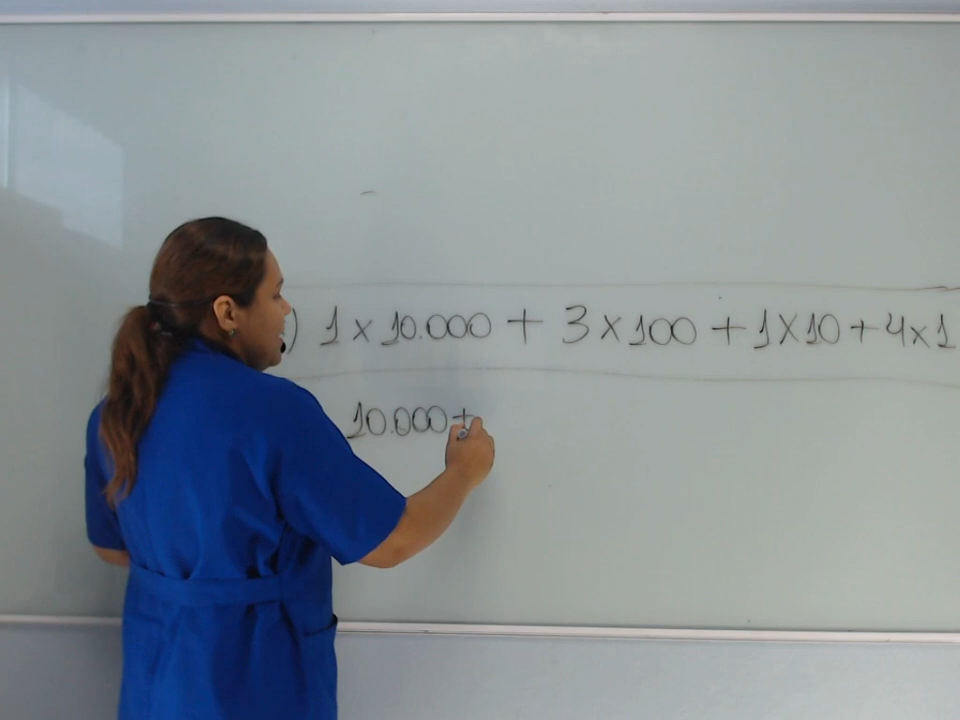 ) 1 x 10.000 + 3 x 100 + 1 x 10 + 4 x 1
10.000 +